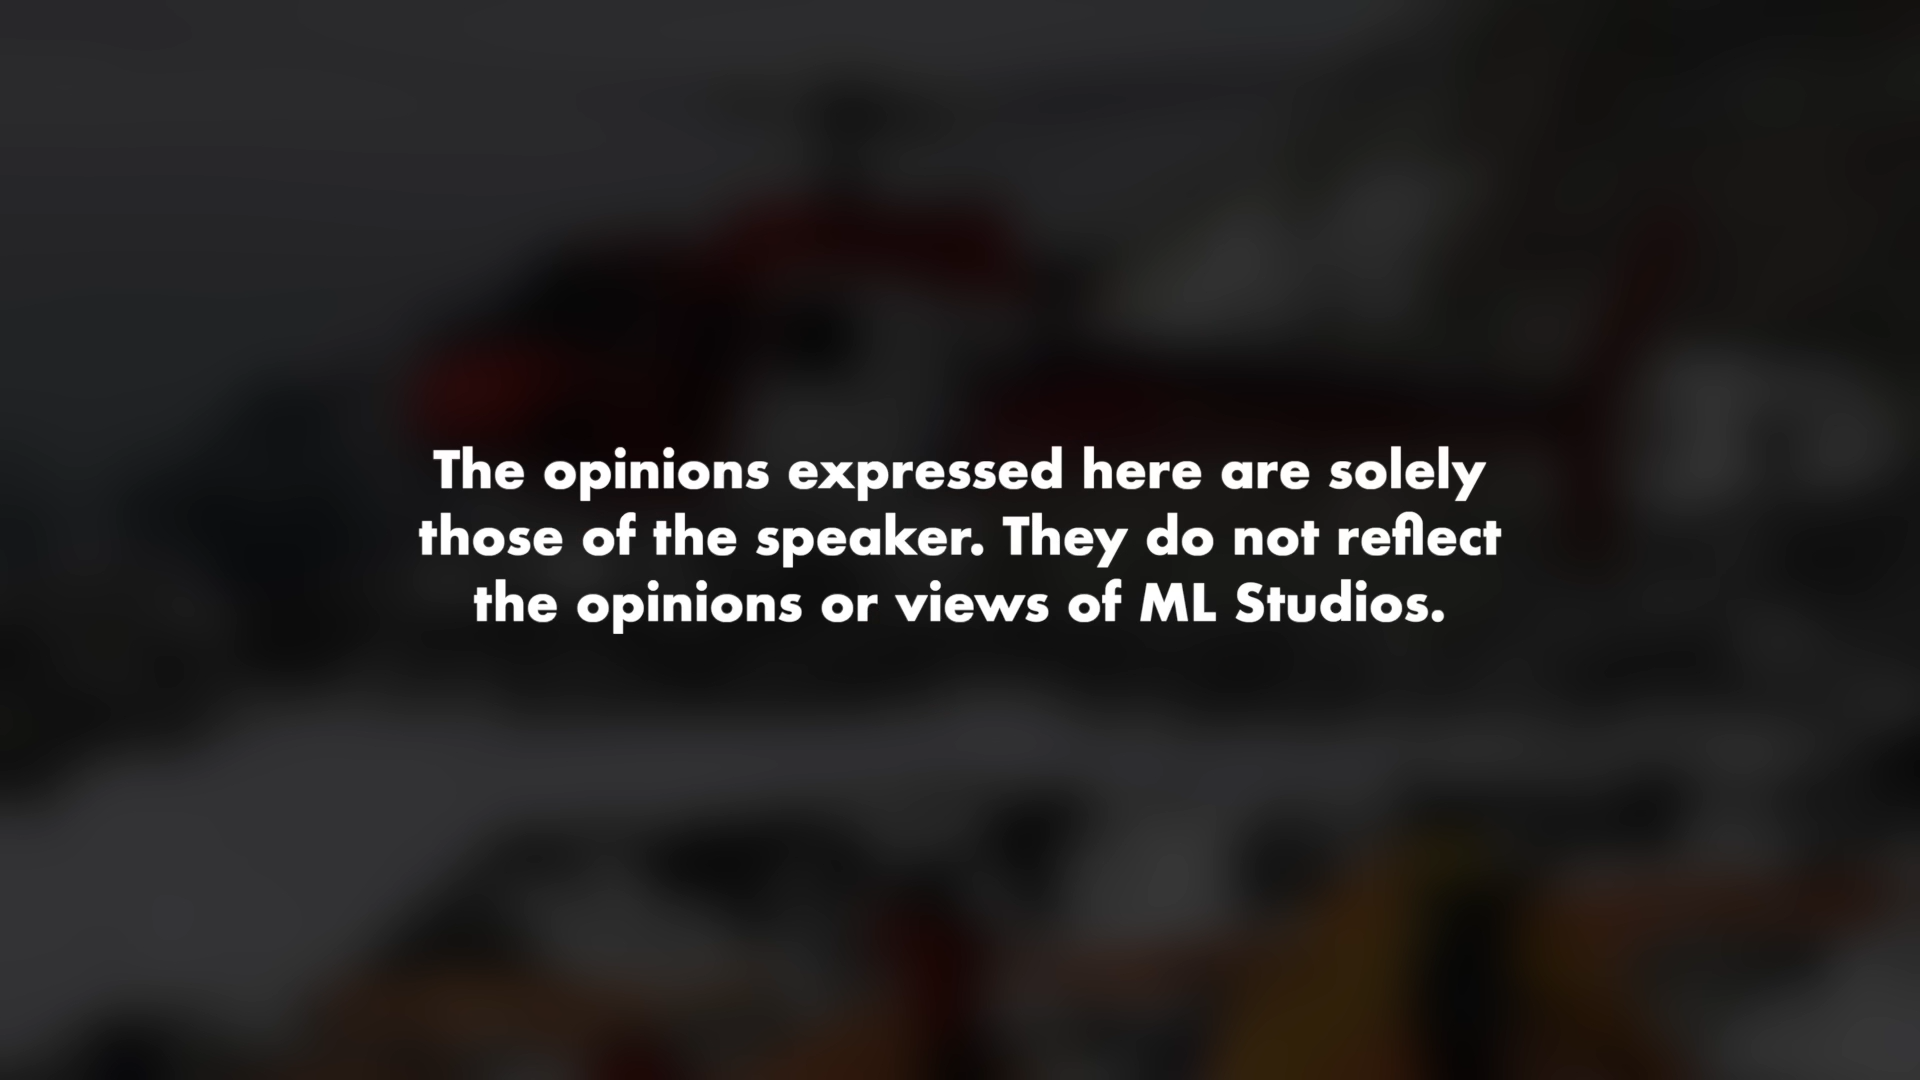 The opinions expressed here are solely
those of the speaker. They do not reflect
the opinions or views of ML Studios.